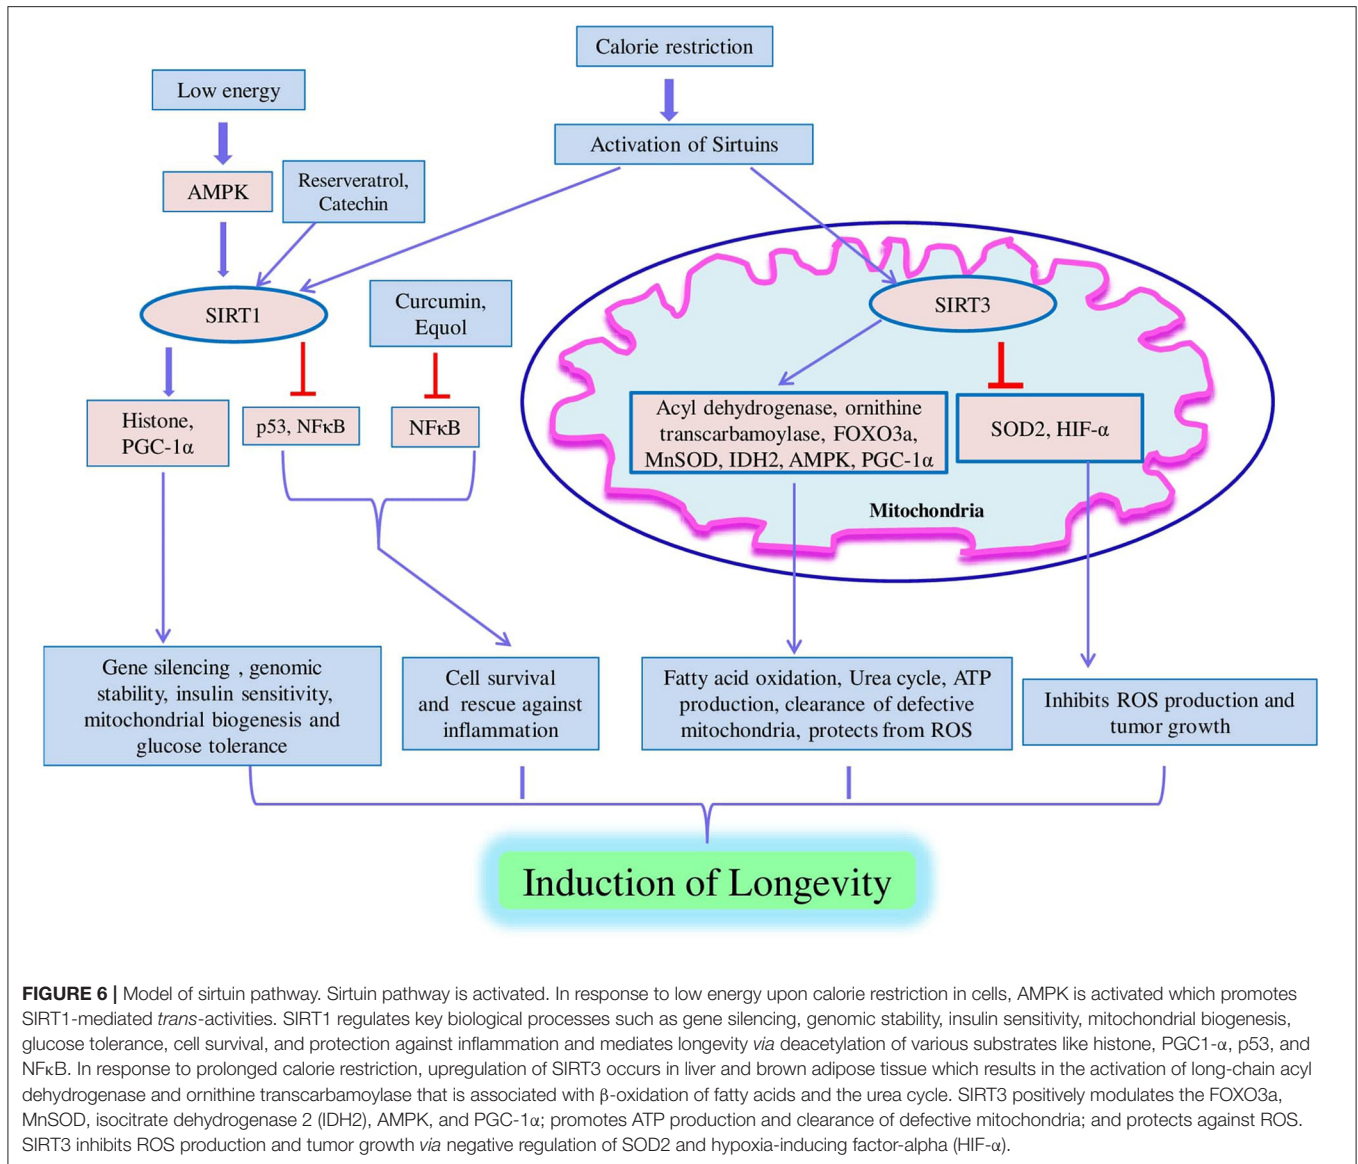 Calorie restriction
Low energy
Activation of Sirtuins
AMPK
Reserveratrol,
Catechin
SIRT1
Curcumin,
Equol
SIRT3
Histone,
PGC-1α
p53, NFκB
NFκB
Acyl dehydrogenase, ornithine
transcarbamoylase, FOXO3a,
MnSOD, IDH2, AMPK, PGC-1α
SOD2, HIF-α
Mitochondria
Gene silencing , genomic
stability, insulin sensitivity,
mitochondrial biogenesis and
glucose tolerance
Cell survival
and rescue against
inflammation
Fatty acid oxidation, Urea cycle, ATP
production, clearance of defective
mitochondria, protects from ROS
Inhibits ROS production and
tumor growth
Induction of Longevity
FIGURE 6 | Model of sirtuin pathway. Sirtuin pathway is activated. In response to low energy upon calorie restriction in cells, AMPK is activated which promotes
SIRT1-mediated trans-activities. SIRT1 regulates key biological processes such as gene silencing, genomic stability, insulin sensitivity, mitochondrial biogenesis,
glucose tolerance, cell survival, and protection against inflammation and mediates longevity via deacetylation of various substrates like histone, PGC1-α, p53, and
NFκB. In response to prolonged calorie restriction, upregulation of SIRT3 occurs in liver and brown adipose tissue which results in the activation of long-chain acyl
dehydrogenase and ornithine transcarbamoylase that is associated with β-oxidation of fatty acids and the urea cycle. SIRT3 positively modulates the FOXO3a,
MnSOD, isocitrate dehydrogenase 2 (IDH2), AMPK, and PGC-1α; promotes ATP production and clearance of defective mitochondria; and protects against ROS.
SIRT3 inhibits ROS production and tumor growth via negative regulation of SOD2 and hypoxia-inducing factor-alpha (HIF-α).